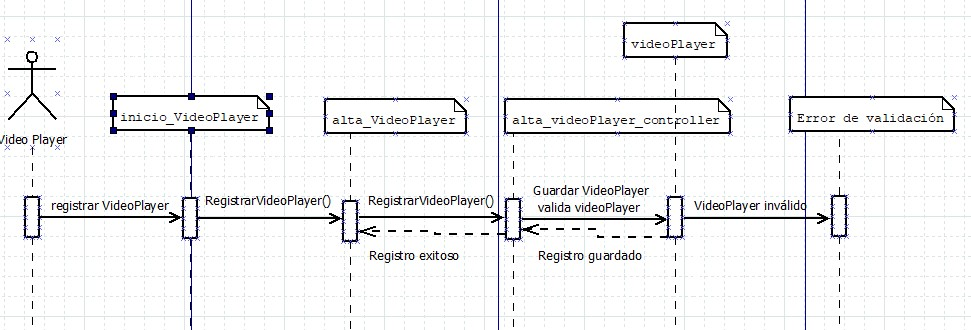 videoPlayer
inicio_VideoPlayer
alta_VideoPlayer
alta_videoPlayer_controller
Error de validación
Video Player
registrar VideoPlayer
RegistrarVideoPlayer()
RegistrarVideoPlayer()
Guardar VideoPlayer
valida videoPlayer
VideoPlayer inválido
Registro exitoso
Registro guardado